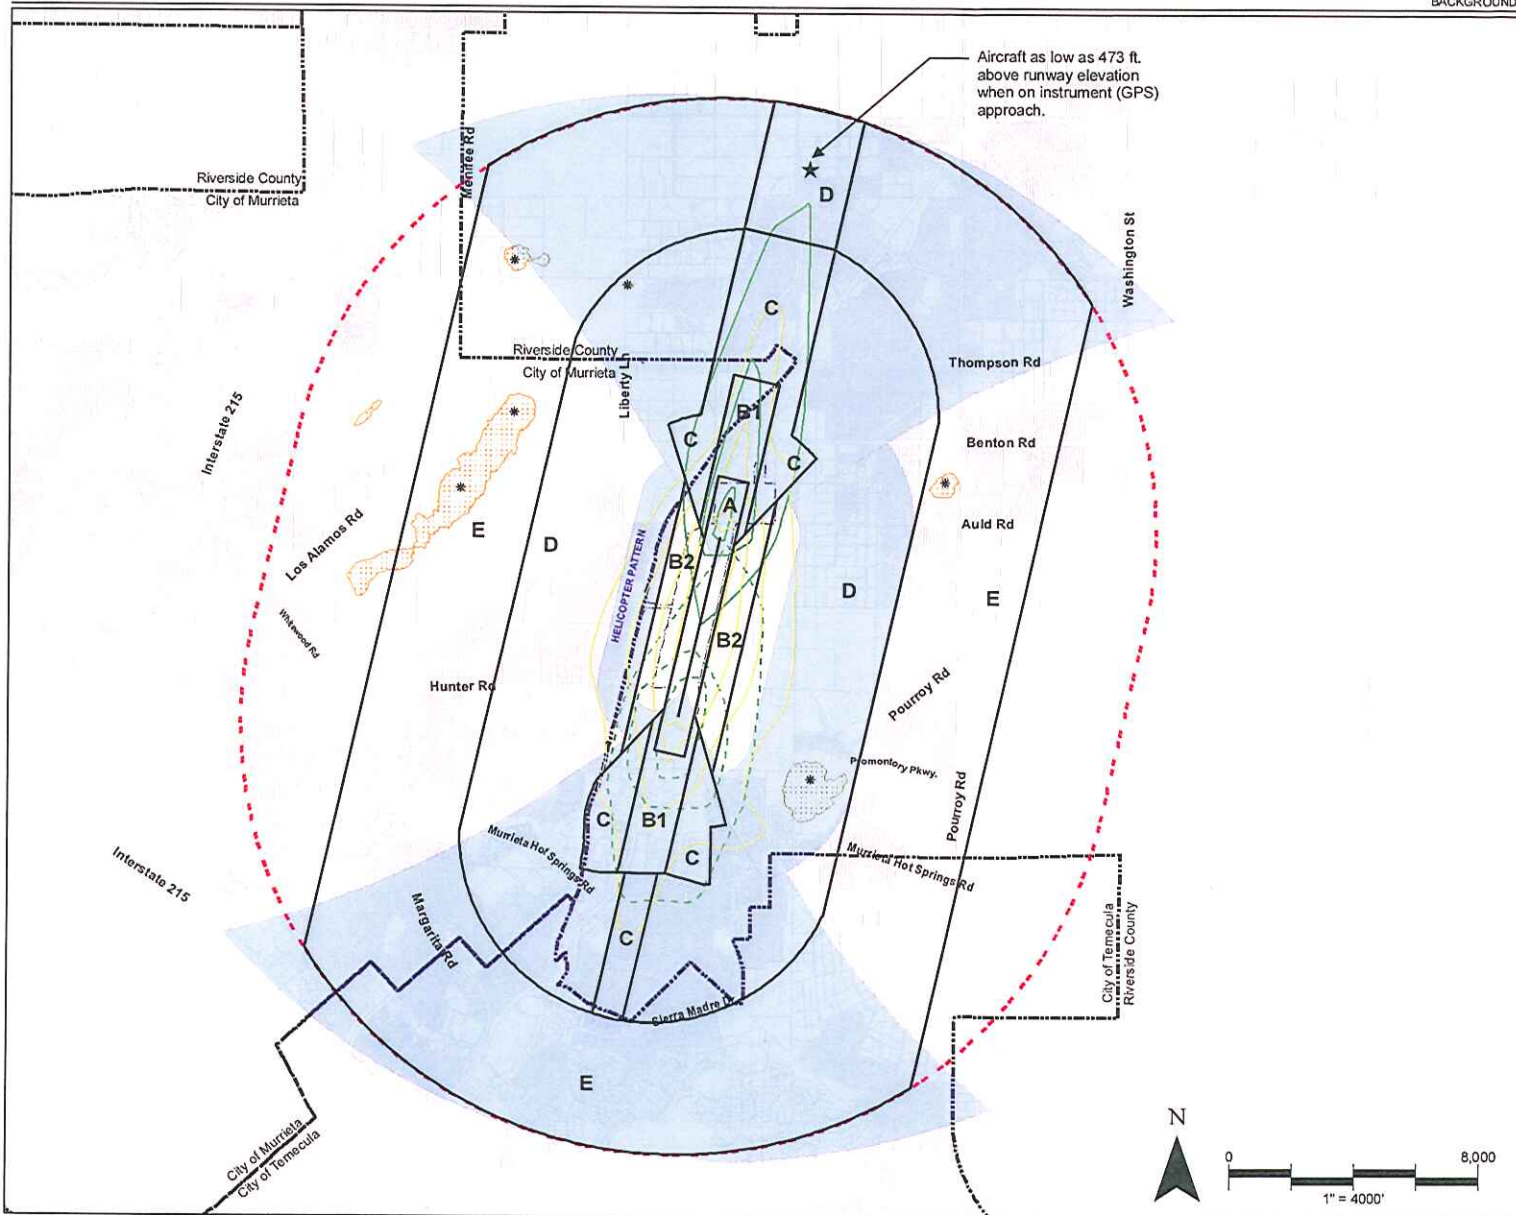 BACKGROUND
Aircraft as low as 473 ft.
above runway elevation
when on instrument (GPS)
approach.
Menifee Rd
Riverside County
City of Murrieta
D
Washington St
C
Riverside County
City of Murrieta
Liberty Ln
Thompson Rd
B1
Interstate 215
C
Benton Rd
C
A
Auld Rd
Los Alamos Rd
E
D
HELICOPTER PATTERN
B2
D
E
Whitewood Rd
B2
Hunter Rd
Pourroy Rd
Promontory Pkwy.
Pourroy Rd
C
B1
Murrieta Hot Springs Rd
C
Murrieta Hot Springs Rd
Interstate 215
Margarita Rd
C
City of Temecula
Riverside County
Sierra Madre Dr
E
City of Murrieta
City of Temecula
N
0 8,000
1" = 4000'